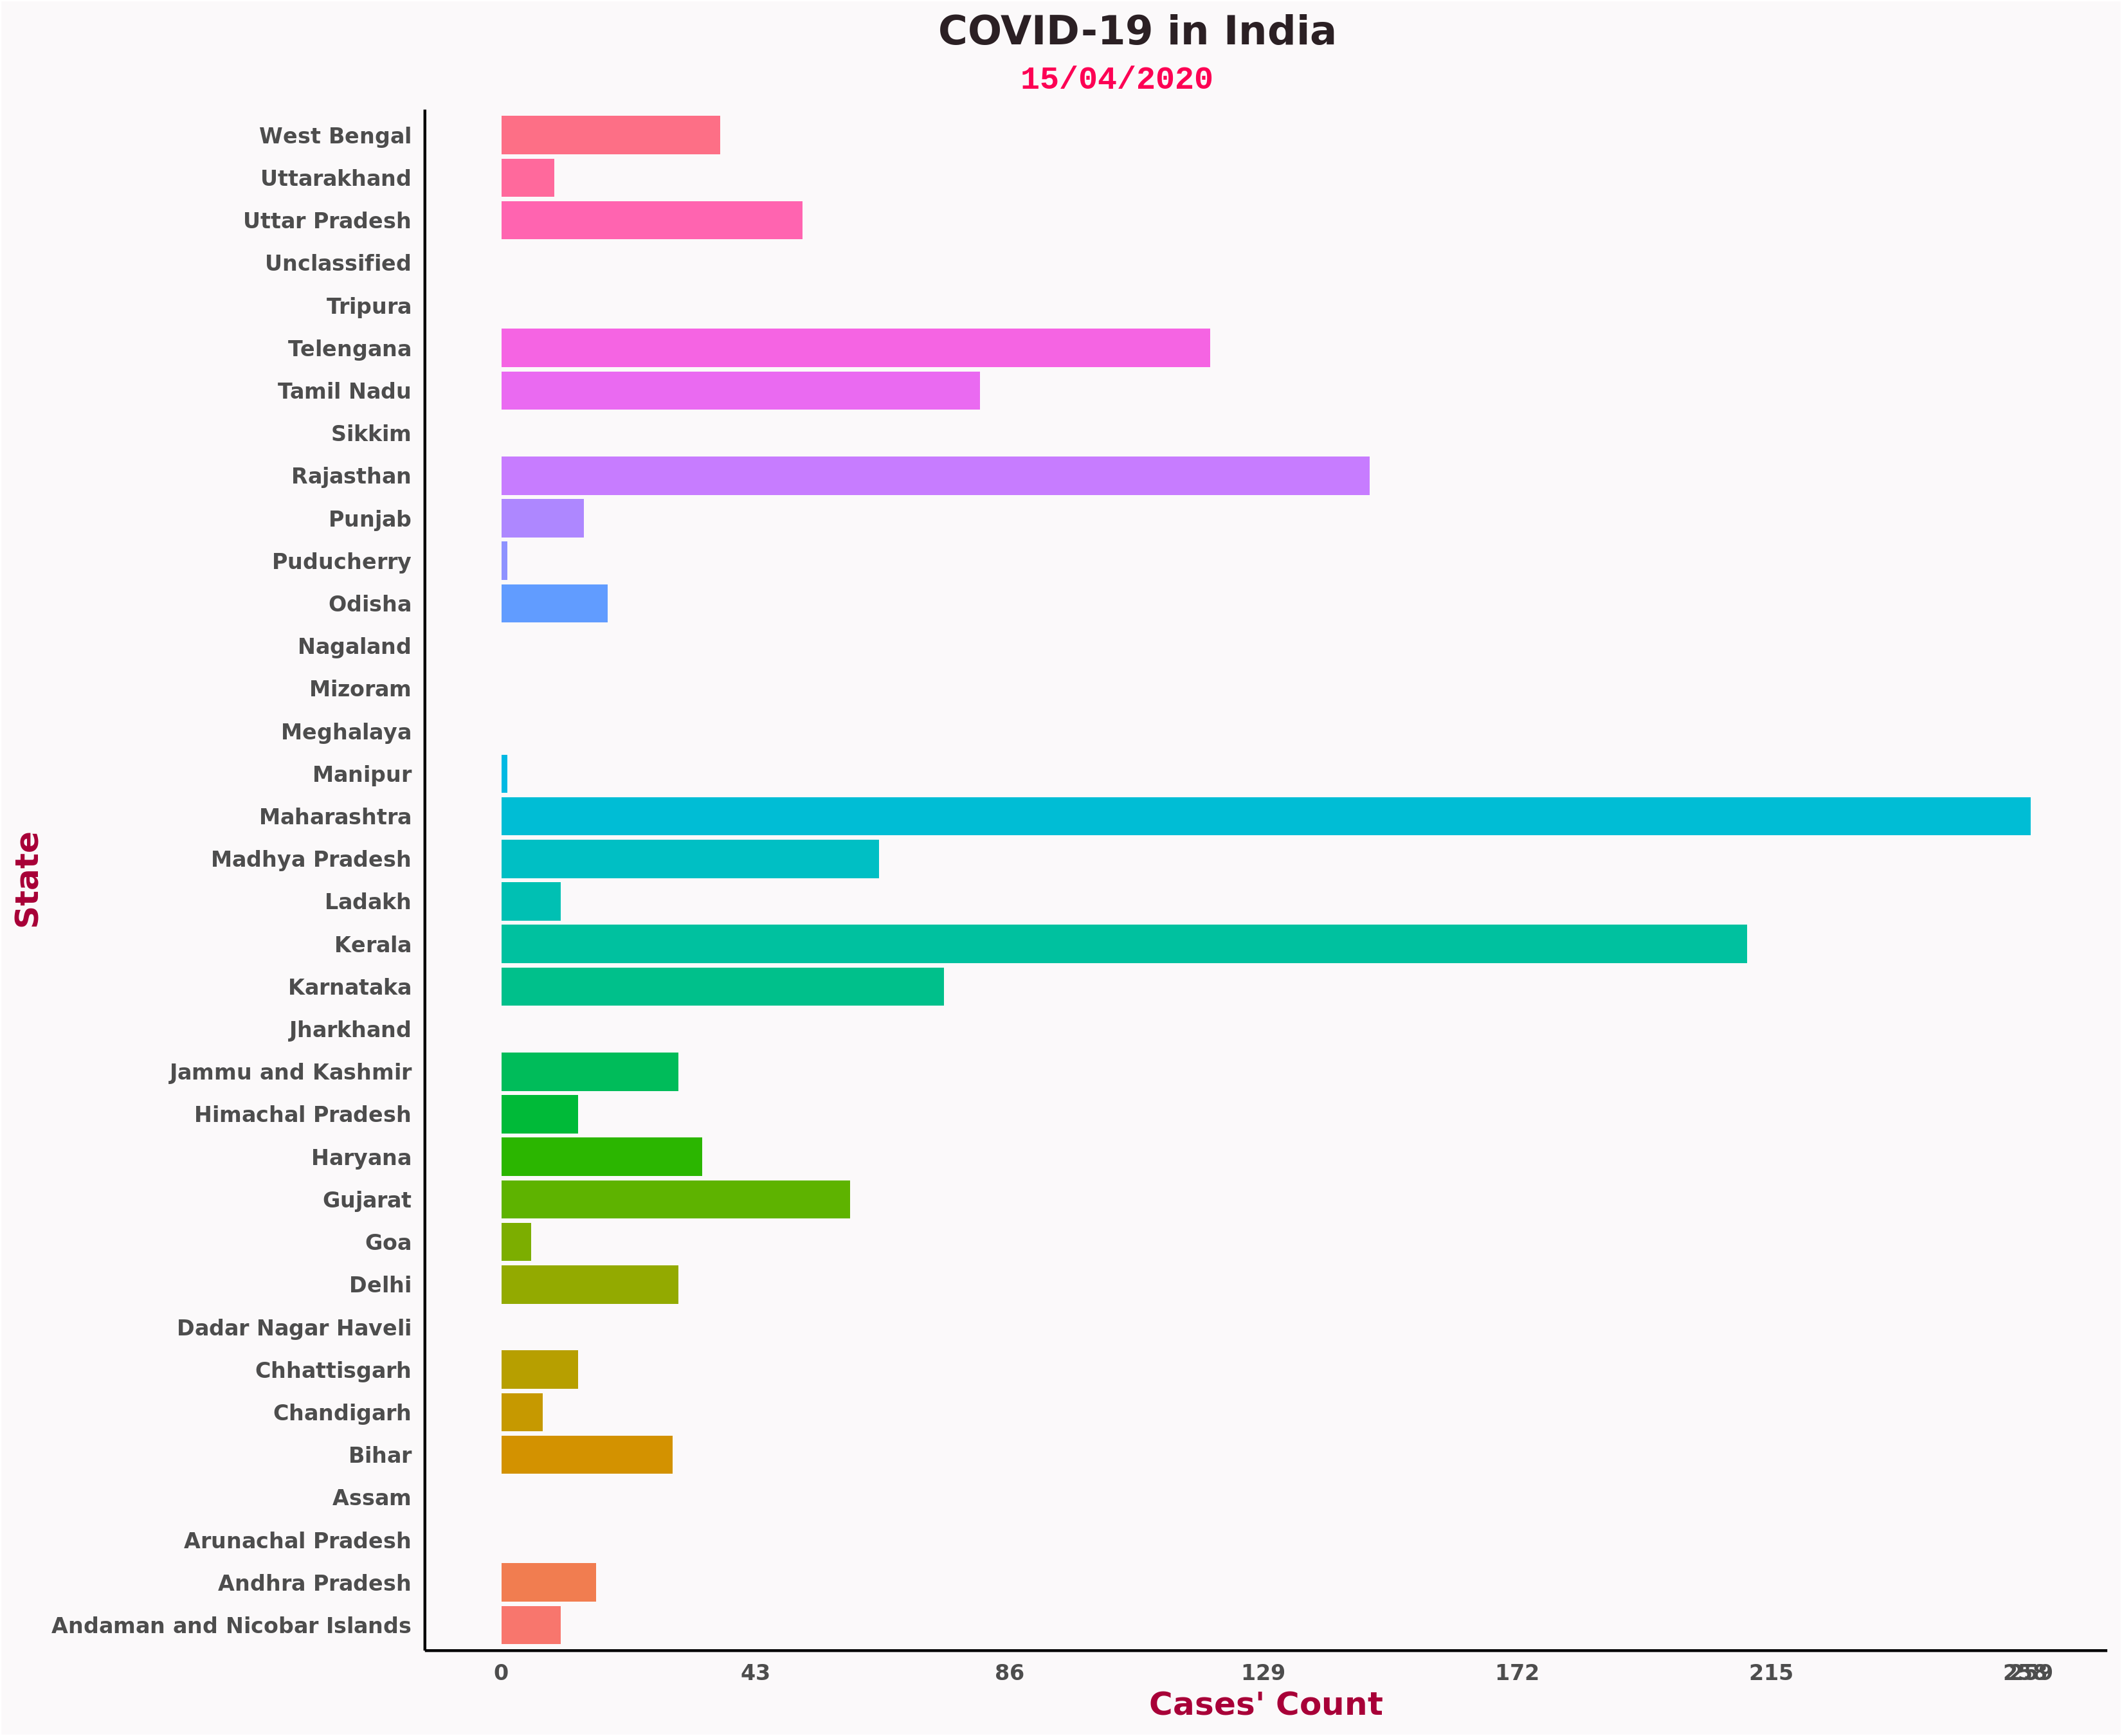 COVID-19 in India
15/04/2020
West Bengal
Uttarakhand
Uttar Pradesh
Unclassified
Tripura
Telengana
Tamil Nadu
Sikkim
Rajasthan
Punjab
Puducherry
Odisha
Nagaland
Mizoram
Meghalaya
Manipur
Maharashtra
Madhya Pradesh
Ladakh
Kerala
Karnataka
Jharkhand
Jammu and Kashmir
Himachal Pradesh
Haryana
Gujarat
Goa
Delhi
Dadar Nagar Haveli
Chhattisgarh
Chandigarh
Bihar
Assam
Arunachal Pradesh
Andhra Pradesh
Andaman and Nicobar Islands
State
0 43 86 129 172 215 258 259
Cases' Count